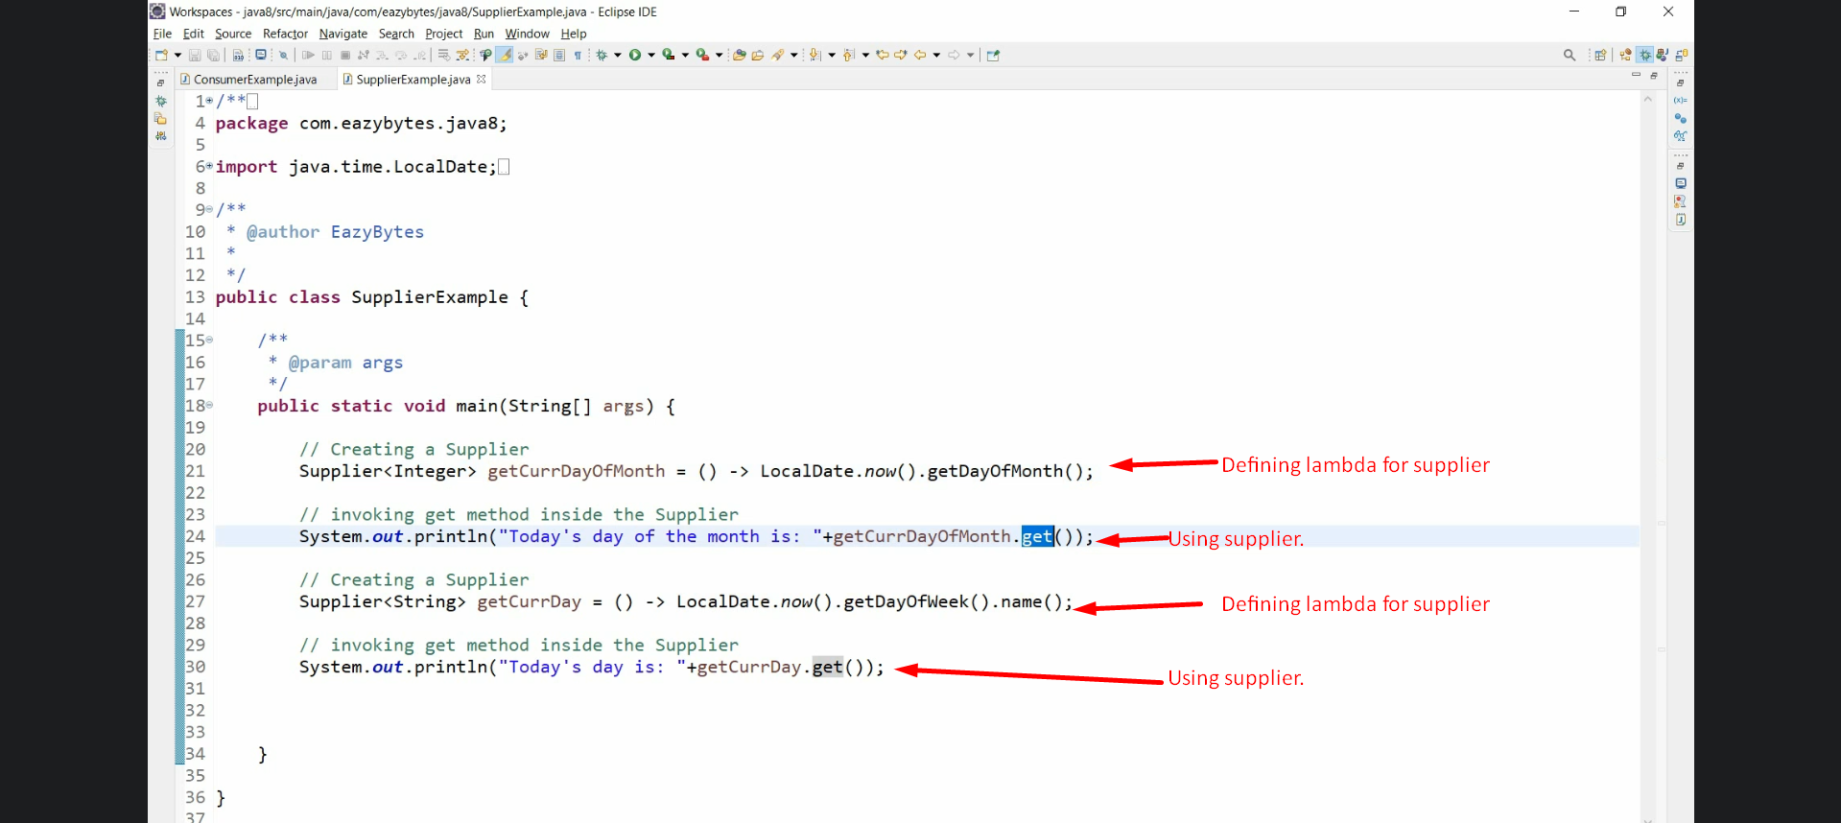 Workspaces - java8/src/main/java/com/eazybytes/java8/SupplierExample.java - Eclipse IDE
File Edit Source Refactor Navigate Search Project Run Window Help
ConsumerExample.java SupplierExample.java
1 /**
4 package com.eazybytes.java8;
5
6 import java.time.LocalDate;
8
9 /**
10 * @author EazyBytes
11 *
12 */
13 public class SupplierExample {
14
15 /**
16 * @param args
17 */
18 public static void main(String[] args) {
19
20 // Creating a Supplier
21 Supplier<Integer> getCurrDayOfMonth = () -> LocalDate.now().getDayOfMonth(); Defining lambda for supplier
22
23 // invoking get method inside the Supplier
24 System.out.println("Today's day of the month is: "+getCurrDayOfMonth.get()); Using supplier.
25
26 // Creating a Supplier
27 Supplier<String> getCurrDay = () -> LocalDate.now().getDayOfWeek().name(); Defining lambda for supplier
28
29 // invoking get method inside the Supplier
30 System.out.println("Today's day is: "+getCurrDay.get()); Using supplier.
31
32
33
34 }
35
36 }
37